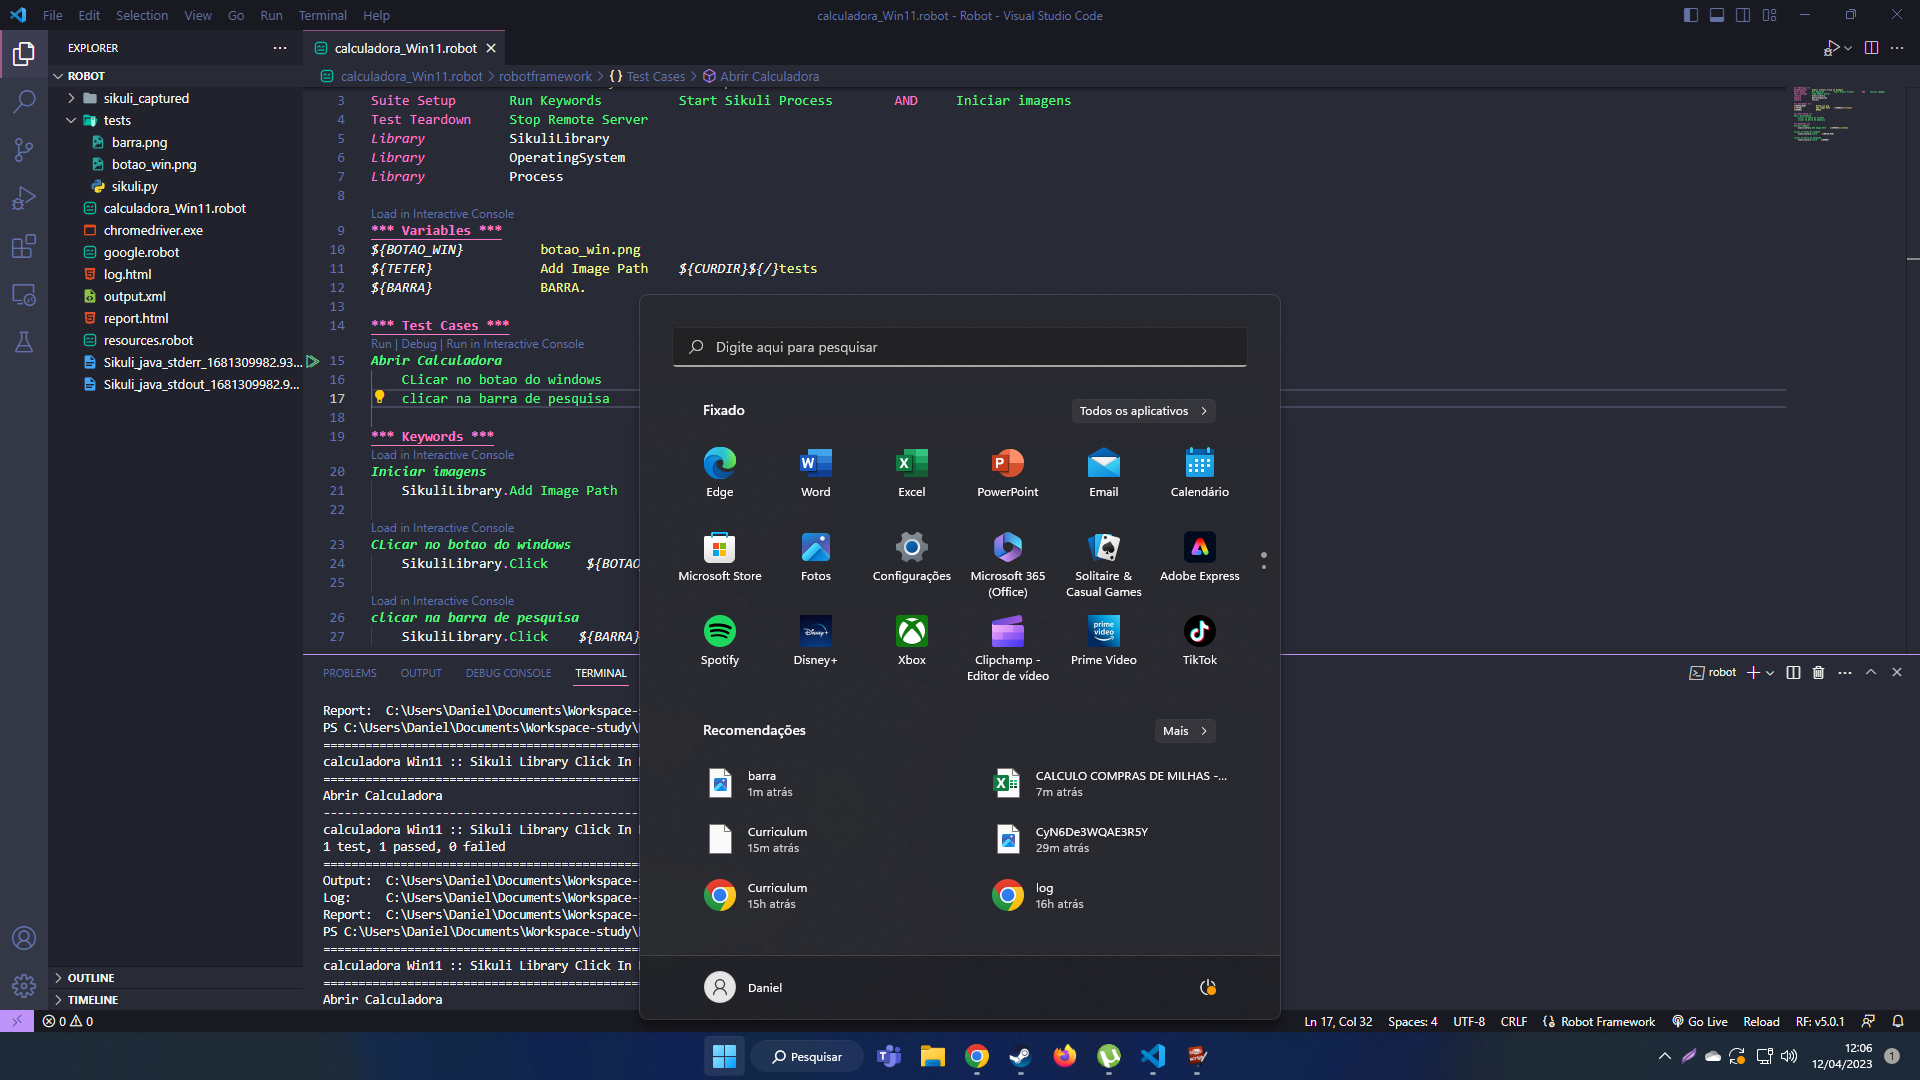 File Edit Selection View Go Run Terminal Help
calculadora_Win11.robot - Robot - Visual Studio Code
EXPLORER
ROBOT
sikuli_captured
tests
barra.png
botao_win.png
sikuli.py
calculadora_Win11.robot
chromedriver.exe
google.robot
log.html
output.xml
report.html
resources.robot
Sikuli_java_stderr_1681309982.93...
Sikuli_java_stdout_1681309982.9...
OUTLINE
TIMELINE
calculadora_Win11.robot
calculadora_Win11.robot > robotframework > {} Test Cases > Abrir Calculadora
3 Suite Setup Run Keywords Start Sikuli Process AND Iniciar imagens
4 Test Teardown Stop Remote Server
5 Library SikuliLibrary
6 Library OperatingSystem
7 Library Process
8
Load in Interactive Console
9 *** Variables ***
10 ${BOTAO_WIN} botao_win.png
11 ${TETER} Add Image Path ${CURDIR}${/}tests
12 ${BARRA} BARRA.
13
14 *** Test Cases ***
Run | Debug | Run in Interactive Console
15 Abrir Calculadora
16 CLicar no botao do windows
17 clicar na barra de pesquisa
18
19 *** Keywords ***
Load in Interactive Console
20 Iniciar imagens
21 SikuliLibrary.Add Image Path
22
Load in Interactive Console
23 CLicar no botao do windows
24 SikuliLibrary.Click ${BOTAO
25
Load in Interactive Console
26 clicar na barra de pesquisa
27 SikuliLibrary.Click ${BARRA}
PROBLEMS OUTPUT DEBUG CONSOLE TERMINAL
robot
Report: C:\Users\Daniel\Documents\Workspace-
PS C:\Users\Daniel\Documents\Workspace-study\
==============================================
calculadora Win11 :: Sikuli Library Click In
==============================================
Abrir Calculadora
----------------------------------------------
calculadora Win11 :: Sikuli Library Click In
1 test, 1 passed, 0 failed
==============================================
Output: C:\Users\Daniel\Documents\Workspace-
Log: C:\Users\Daniel\Documents\Workspace-
Report: C:\Users\Daniel\Documents\Workspace-
PS C:\Users\Daniel\Documents\Workspace-study\
==============================================
calculadora Win11 :: Sikuli Library Click In
==============================================
Abrir Calculadora
Digite aqui para pesquisar
Fixado
Todos os aplicativos
Edge Word Excel PowerPoint Email Calendário
Microsoft Store Fotos Configurações Microsoft 365 (Office) Solitaire & Casual Games Adobe Express
Spotify Disney+ Xbox Clipchamp - Editor de vídeo Prime Video TikTok
Recomendações
Mais
barra
1m atrás
CALCULO COMPRAS DE MILHAS -...
7m atrás
Curriculum
15m atrás
CyN6De3WQAE3R5Y
29m atrás
Curriculum
15h atrás
log
16h atrás
Daniel
0 0
Ln 17, Col 32 Spaces: 4 UTF-8 CRLF Robot Framework Go Live Reload RF: v5.0.1
Pesquisar
12:06
12/04/2023
1